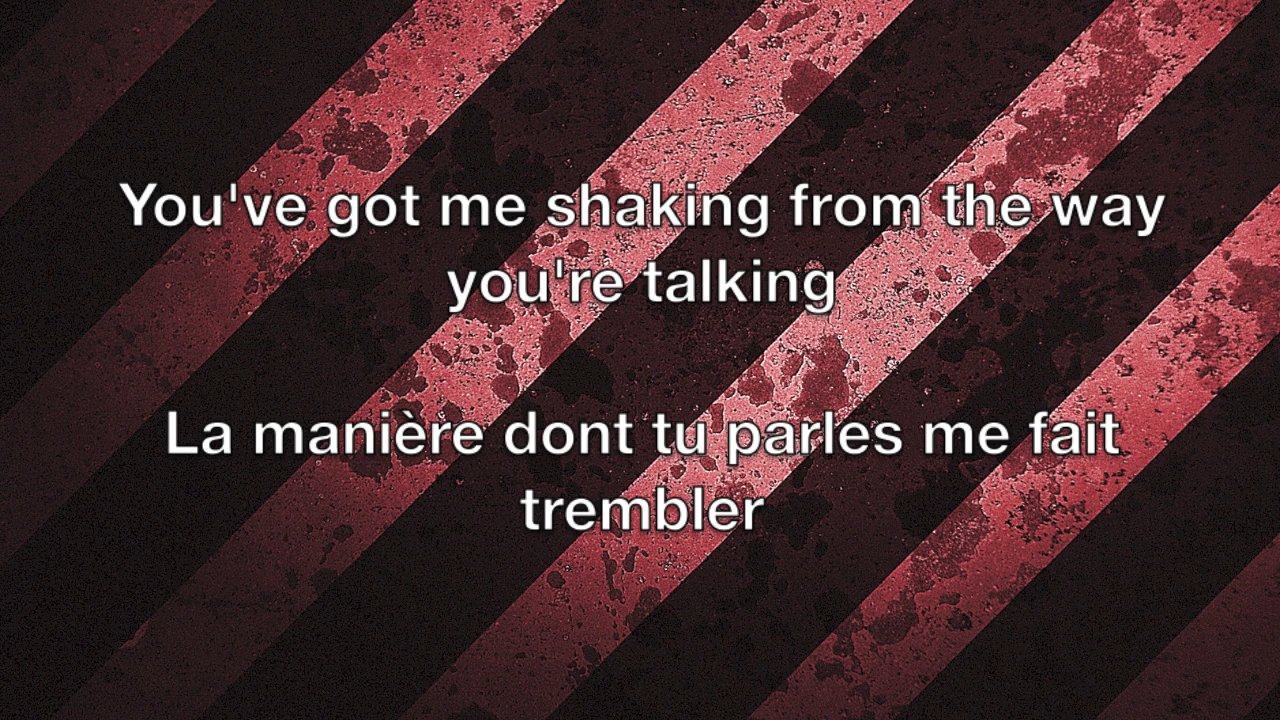 You've got me shaking from the way
you're talking
La manière dont tu parles me fait
trembler